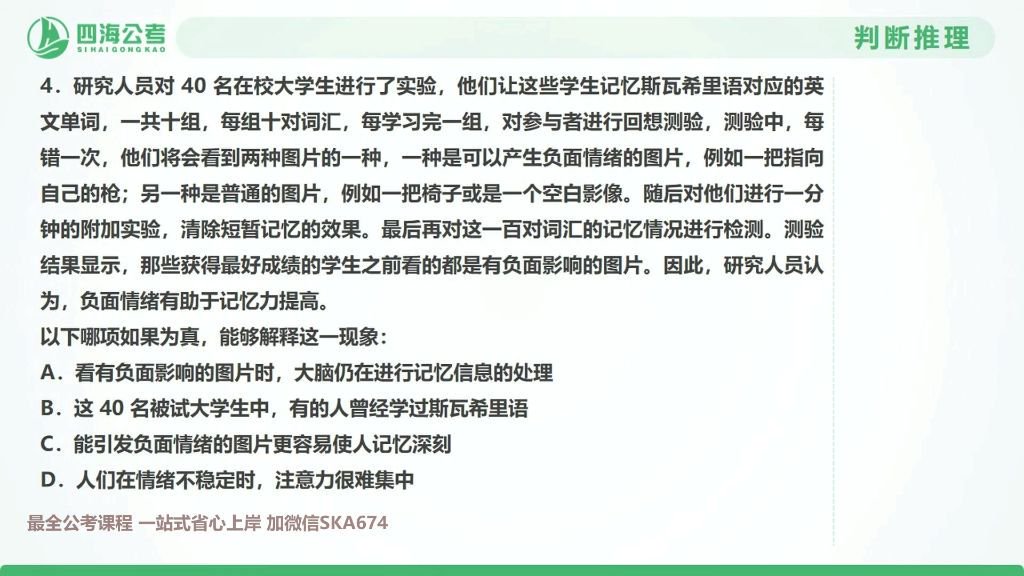 四海公考
SIHAIGONGKAO
判断推理
4．研究人员对 40 名在校大学生进行了实验，他们让这些学生记忆斯瓦希里语对应的英
文单词，一共十组，每组十对词汇，每学习完一组，对参与者进行回想测验，测验中，每
错一次，他们将会看到两种图片的一种，一种是可以产生负面情绪的图片，例如一把指向
自己的枪；另一种是普通的图片，例如一把椅子或是一个空白影像。随后对他们进行一分
钟的附加实验，清除短暂记忆的效果。最后再对这一百对词汇的记忆情况进行检测。测验
结果显示，那些获得最好成绩的学生之前看的都是有负面影响的图片。因此，研究人员认
为，负面情绪有助于记忆力提高。
以下哪项如果为真，能够解释这一现象：
A．看有负面影响的图片时，大脑仍在进行记忆信息的处理
B．这 40 名被试大学生中，有的人曾经学过斯瓦希里语
C．能引发负面情绪的图片更容易使人记忆深刻
D．人们在情绪不稳定时，注意力很难集中
最全公考课程 一站式省心上岸 加微信SKA674